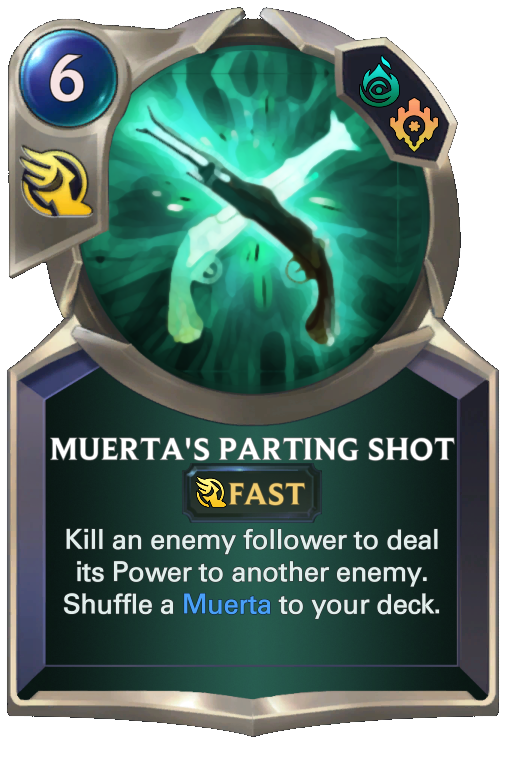 6
MUERTA'S PARTING SHOT
FAST
Kill an enemy follower to deal
its Power to another enemy.
Shuffle a Muerta to your deck.